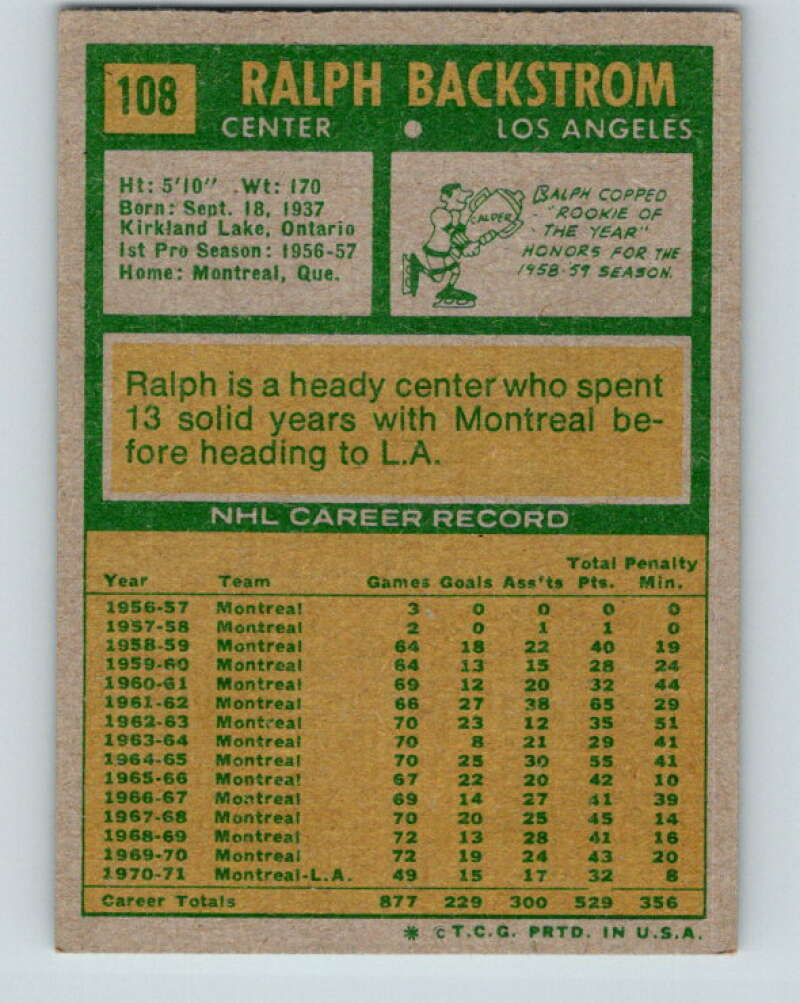 108
RALPH BACKSTROM
CENTER • LOS ANGELES
Ht: 5'10" Wt: 170
Born: Sept. 18, 1937
Kirkland Lake, Ontario
1st Pro Season: 1956-57
Home: Montreal, Que.
CALDER
RALPH COPPED
"ROOKIE OF
THE YEAR"
HONORS FOR THE
1958-59 SEASON.
Ralph is a heady center who spent
13 solid years with Montreal be-
fore heading to L.A.
NHL CAREER RECORD
Total Penalty
Year Team Games Goals Ass'ts Pts. Min.
1956-57 Montreal 3 0 0 0 0
1957-58 Montreal 2 0 1 1 0
1958-59 Montreal 64 18 22 40 19
1959-60 Montreal 64 13 15 28 24
1960-61 Montreal 69 12 20 32 44
1961-62 Montreal 66 27 38 65 29
1962-63 Montreal 70 23 12 35 51
1963-64 Montreal 70 8 21 29 41
1964-65 Montreal 70 25 30 55 41
1965-66 Montreal 67 22 20 42 10
1966-67 Montreal 69 14 27 41 39
1967-68 Montreal 70 20 25 45 14
1968-69 Montreal 72 13 28 41 16
1969-70 Montreal 72 19 24 43 20
1970-71 Montreal-L.A. 49 15 17 32 8
Career Totals 877 229 300 529 356
* © T.C.G. PRTD. IN U.S.A.